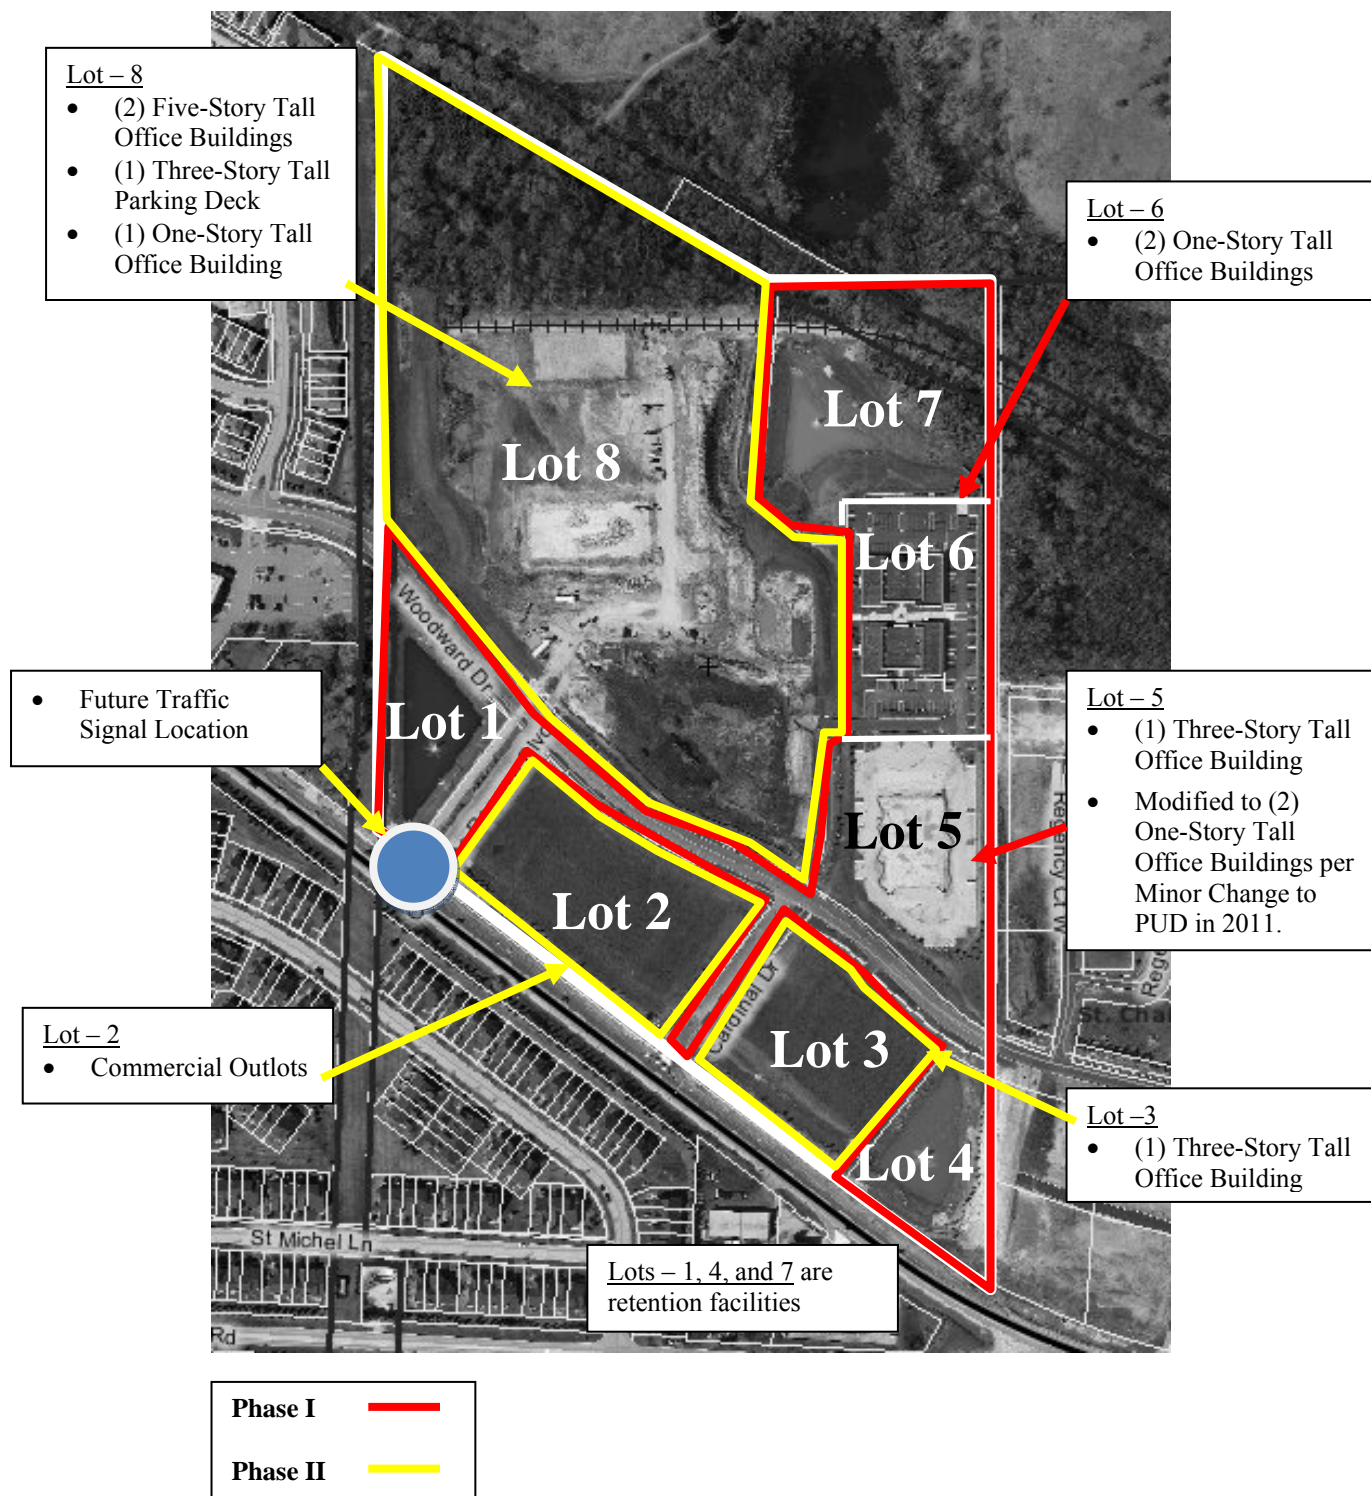 Lot – 8
• (2) Five-Story Tall
Office Buildings
• (1) Three-Story Tall
Parking Deck
• (1) One-Story Tall
Office Building
Lot – 6
• (2) One-Story Tall
Office Buildings
Lot 7
Lot 8
Lot 6
Woodward Dr
• Future Traffic
Signal Location
Lot 1
Lot – 5
• (1) Three-Story Tall
Office Building
• Modified to (2)
One-Story Tall
Office Buildings per
Minor Change to
PUD in 2011.
Lot 5
Regency Ct W
Lot 2
Cardinal Dr
Lot – 2
• Commercial Outlots
Lot 3
Lot –3
• (1) Three-Story Tall
Office Building
Lot 4
St Michel Ln
Lots – 1, 4, and 7 are
retention facilities
Rd
Phase I
Phase II